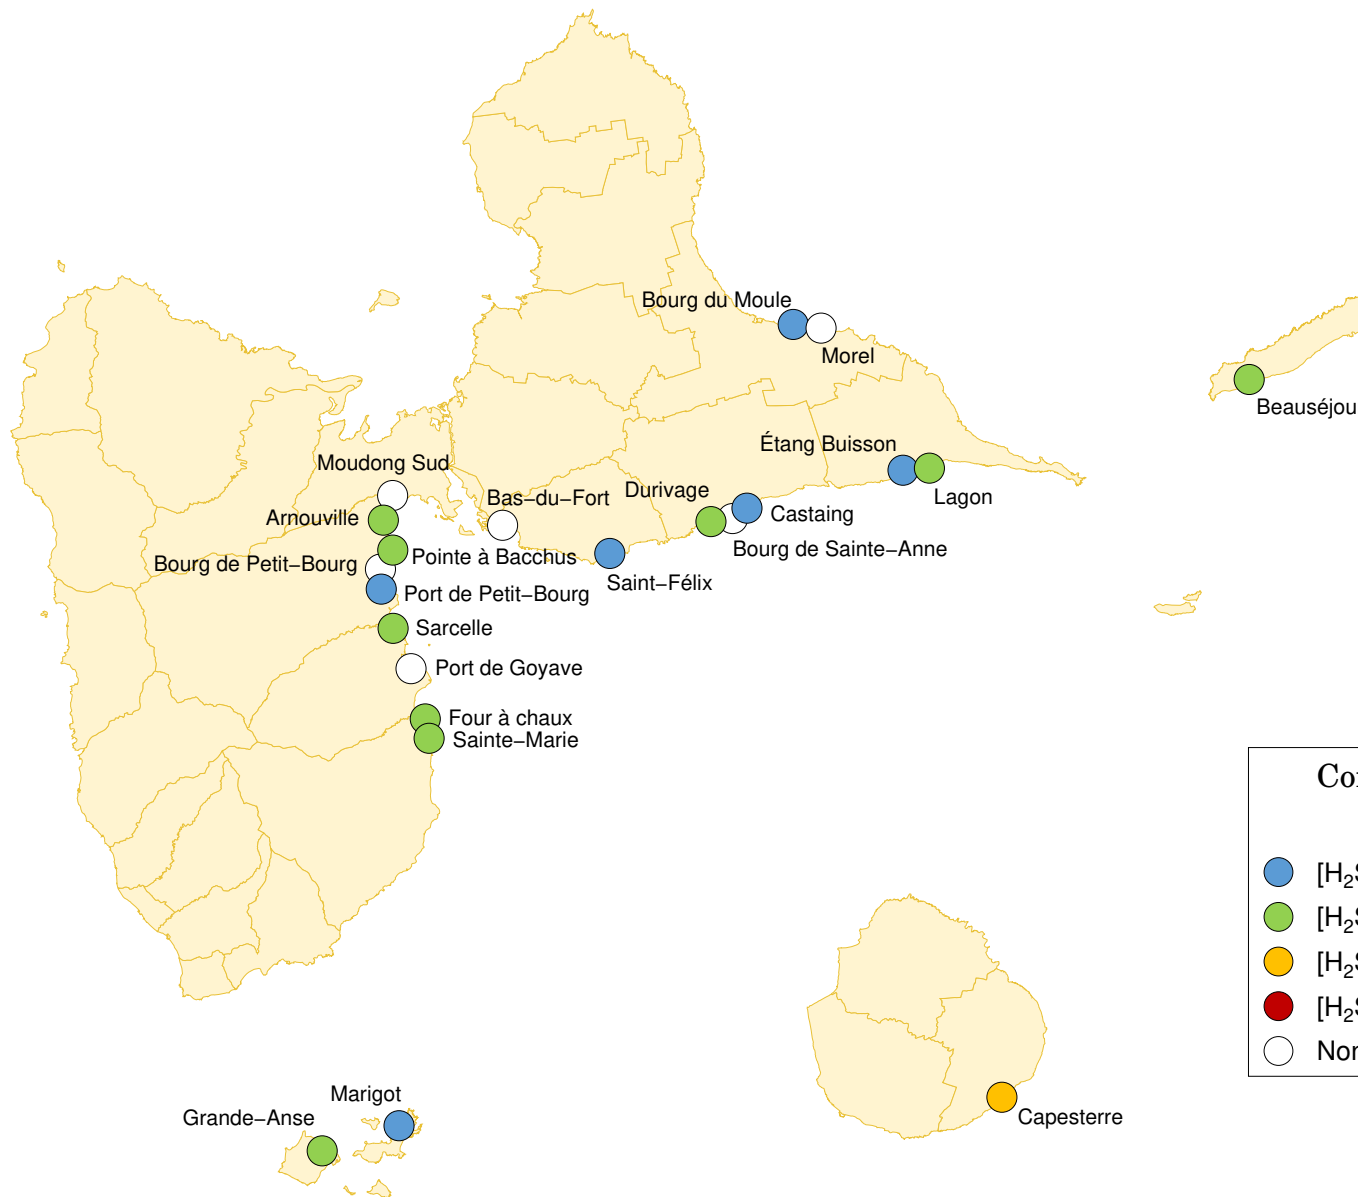 Bourg du Moule
Morel
Beauséjou
Étang Buisson
Lagon
Moudong Sud
Bas−du−Fort
Durivage
Castaing
Arnouville
Bourg de Sainte−Anne
Pointe à Bacchus
Bourg de Petit−Bourg
Saint−Félix
Port de Petit−Bourg
Sarcelle
Port de Goyave
Four à chaux
Sainte−Marie
[H₂S
[H₂S
[H₂S
[H₂S
Marigot
Grande−Anse
Capesterre